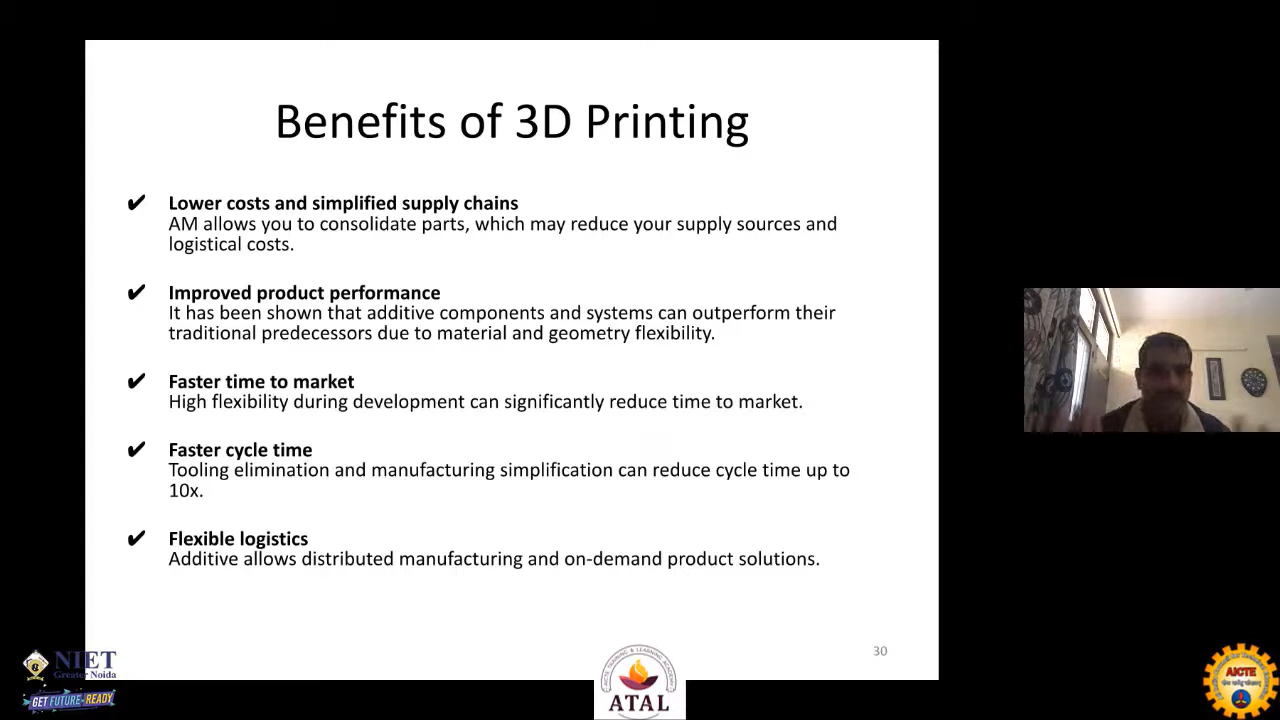 Benefits of 3D Printing
✔ Lower costs and simplified supply chains
AM allows you to consolidate parts, which may reduce your supply sources and
logistical costs.
✔ Improved product performance
It has been shown that additive components and systems can outperform their
traditional predecessors due to material and geometry flexibility.
✔ Faster time to market
High flexibility during development can significantly reduce time to market.
✔ Faster cycle time
Tooling elimination and manufacturing simplification can reduce cycle time up to
10x.
✔ Flexible logistics
Additive allows distributed manufacturing and on-demand product solutions.
30
NIET
Greater Noida
GET FUTURE-READY
AICTE TRAINING & LEARNING ACADEMY
ATAL
AICTE